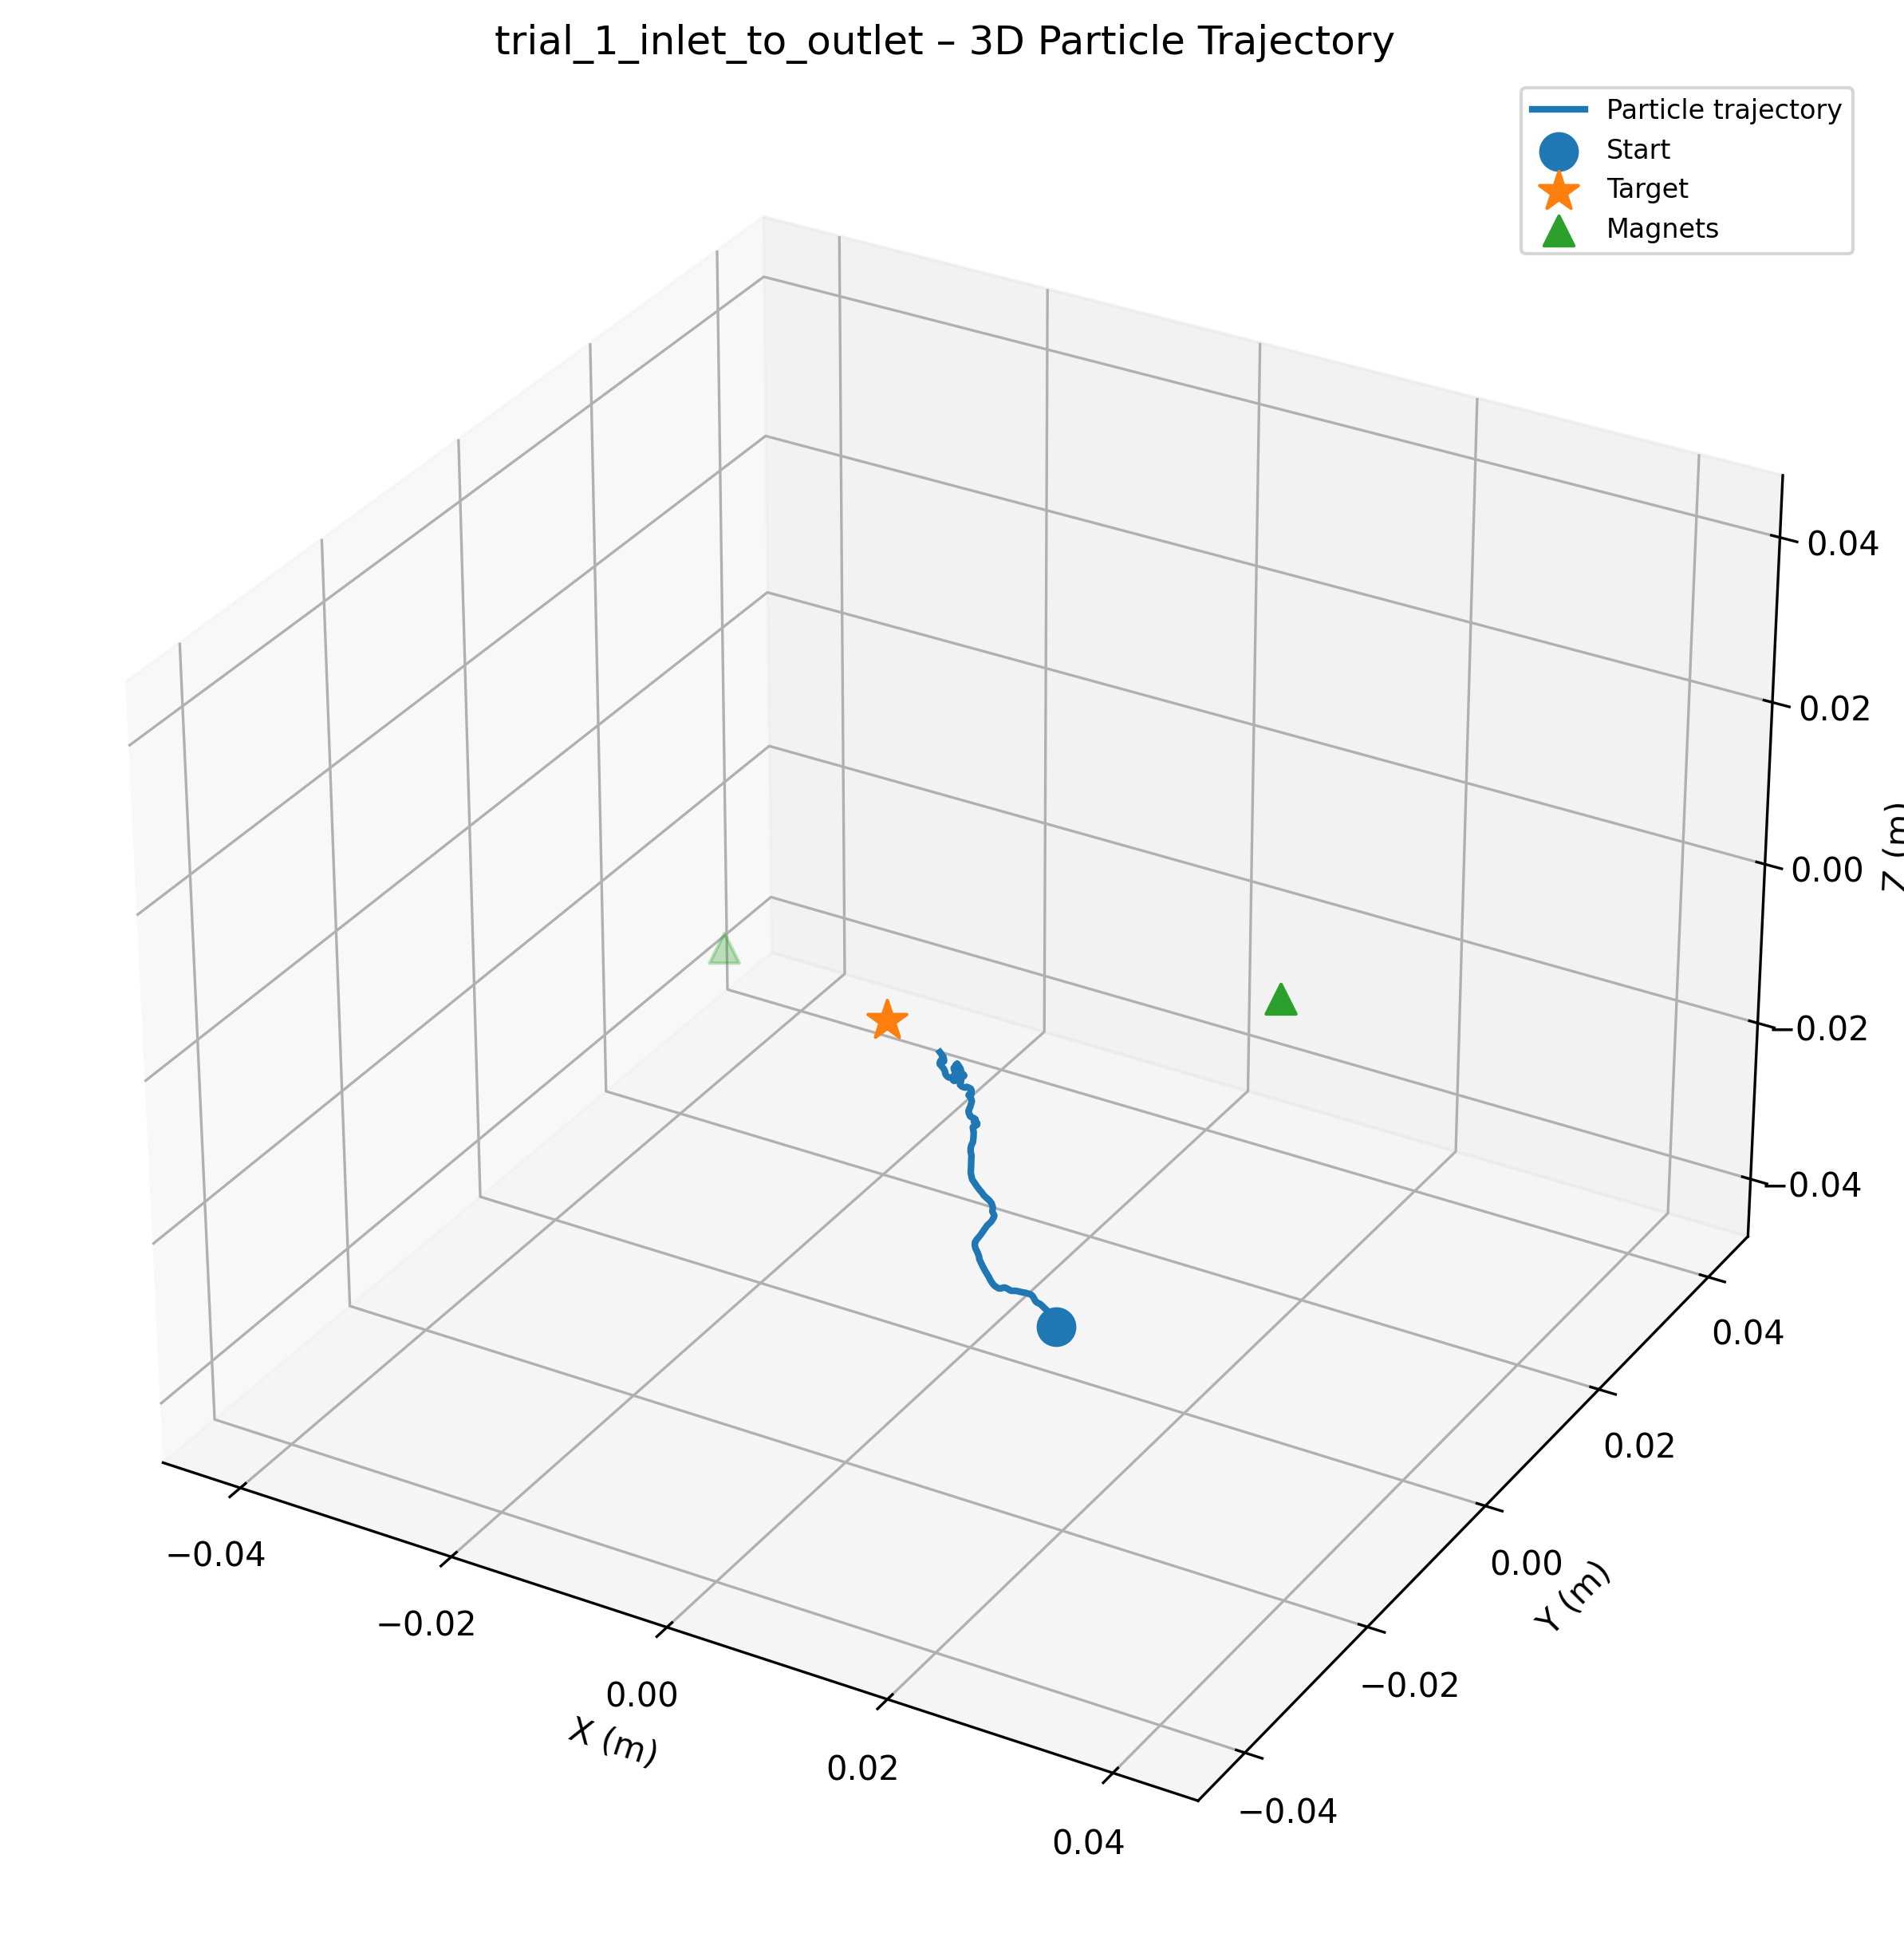 trial_1_inlet_to_outlet – 3D Particle Trajectory
Particle trajectory
Start
Target
Magnets
0.04
0.02
0.00
−0.02
−0.04
Z (m)
0.04
0.02
0.00
−0.02
−0.04
Y (m)
−0.04
−0.02
0.00
0.02
0.04
X (m)